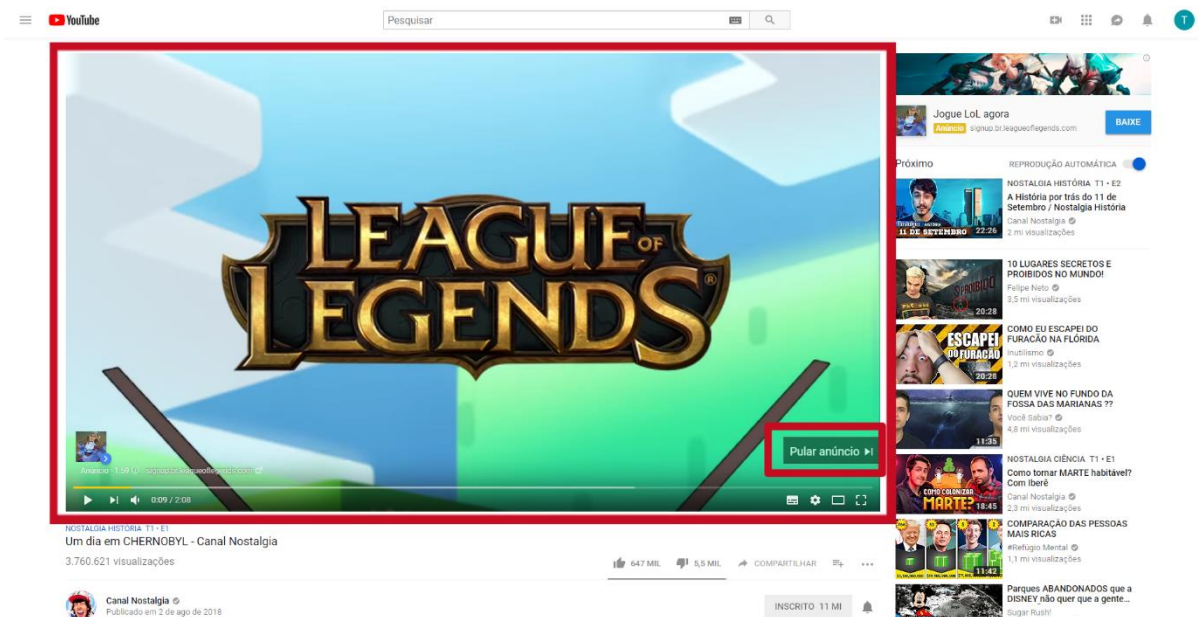 YouTube
Pesquisar
T
LEAGUE OF
LEGENDS®
Pular anúncio
Anúncio · 1:59 signup.br.leagueoflegends.com
0:09 / 2:08
NOSTALGIA HISTÓRIA T1 • E1
Um dia em CHERNOBYL - Canal Nostalgia
3.760.621 visualizações
647 MIL 5,5 MIL COMPARTILHAR
Canal Nostalgia
Publicado em 2 de ago de 2018
INSCRITO 11 MI
Jogue LoL agora
Anúncio signup.br.leagueoflegends.com
BAIXE
Próximo
REPRODUÇÃO AUTOMÁTICA
11 DE SETEMBRO 22:26
NOSTALGIA HISTÓRIA T1 • E2
A História por trás do 11 de
Setembro / Nostalgia História
Canal Nostalgia
2 mi visualizações
20:28
10 LUGARES SECRETOS E
PROIBIDOS NO MUNDO!
Felipe Neto
3,5 mi visualizações
ESCAPEI
DO FURACÃO
20:28
COMO EU ESCAPEI DO
FURACÃO NA FLÓRIDA
Inutilismo
1,2 mi visualizações
11:35
QUEM VIVE NO FUNDO DA
FOSSA DAS MARIANAS ??
Você Sabia?
4,8 mi visualizações
COMO COLONIZAR
MARTE? 18:45
NOSTALGIA CIÊNCIA T1 • E1
Como tornar MARTE habitável?
Com Iberê
Canal Nostalgia
2,3 mi visualizações
11:42
COMPARAÇÃO DAS PESSOAS
MAIS RICAS
#Refúgio Mental
1,1 mi visualizações
Parques ABANDONADOS que a
DISNEY não quer que a gente...
Sugar Rush!